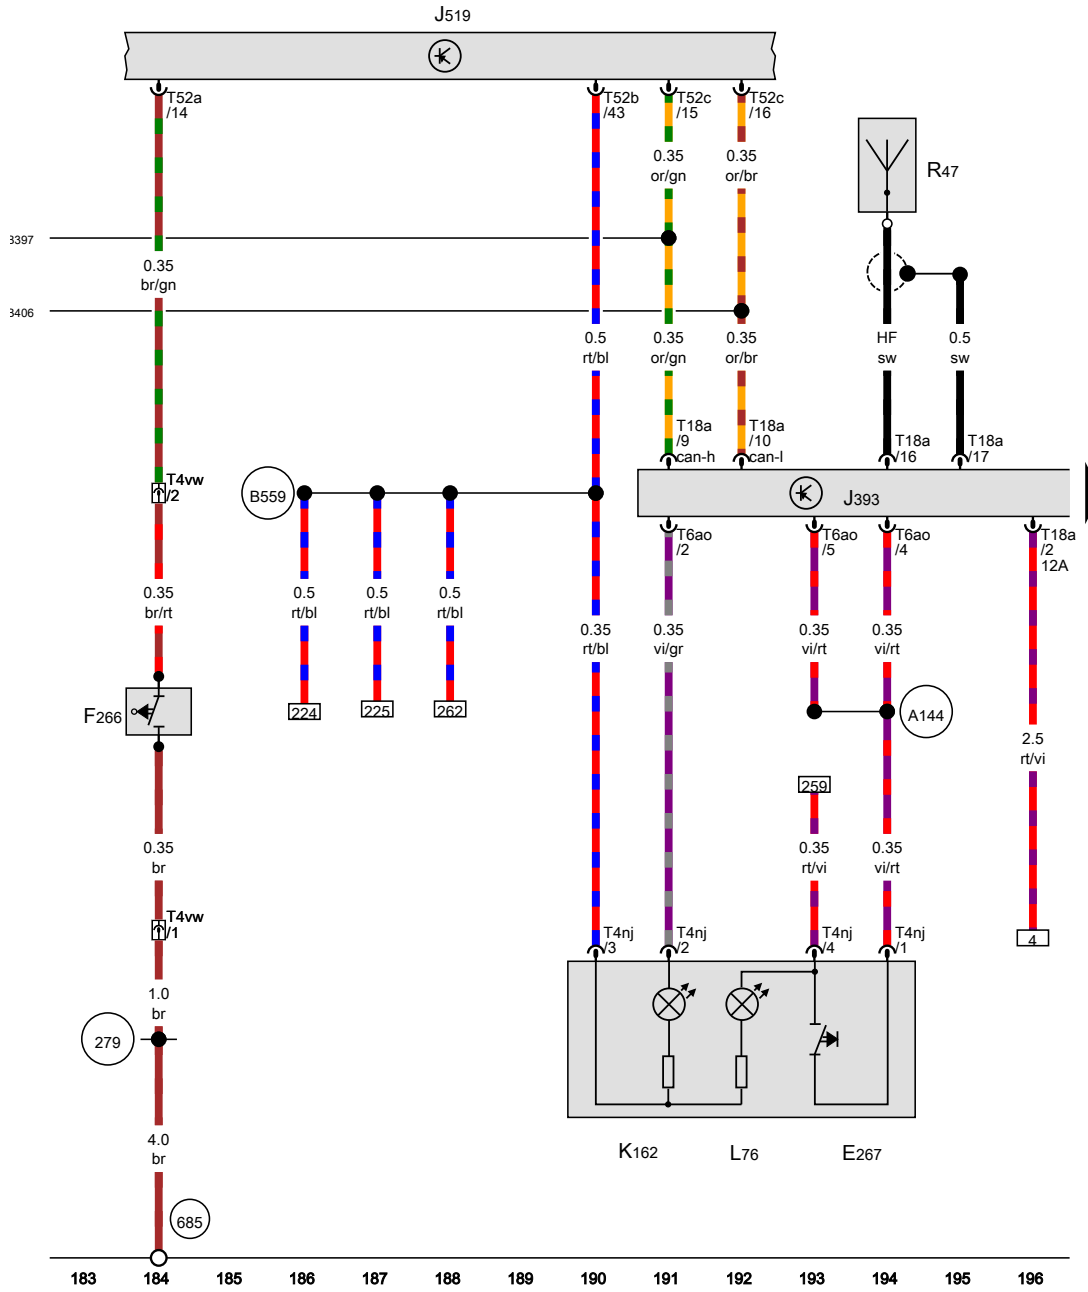 J519
T52a
/14
T52b
/43
T52c
/15
T52c
/16
0.35
or/gn
0.35
or/br
R47
3397
0.35
br/gn
3406
0.5
rt/bl
0.35
or/gn
0.35
or/br
HF
sw
0.5
sw
T18a
/9
can-h
T18a
/10
can-l
T18a
/16
T18a
/17
T4vw
/2
B559
J393
T6ao
/2
T6ao
/5
T6ao
/4
T18a
/2
12A
0.35
br/rt
0.5
rt/bl
0.5
rt/bl
0.5
rt/bl
0.35
rt/bl
0.35
vi/gr
0.35
vi/rt
0.35
vi/rt
F266
224
225
262
A144
2.5
rt/vi
259
0.35
br
0.35
rt/vi
0.35
vi/rt
T4vw
/1
T4nj
/3
T4nj
/2
T4nj
/4
T4nj
/1
4
1.0
br
279
4.0
br
K162
L76
E267
685
183
184
185
186
187
188
189
190
191
192
193
194
195
196